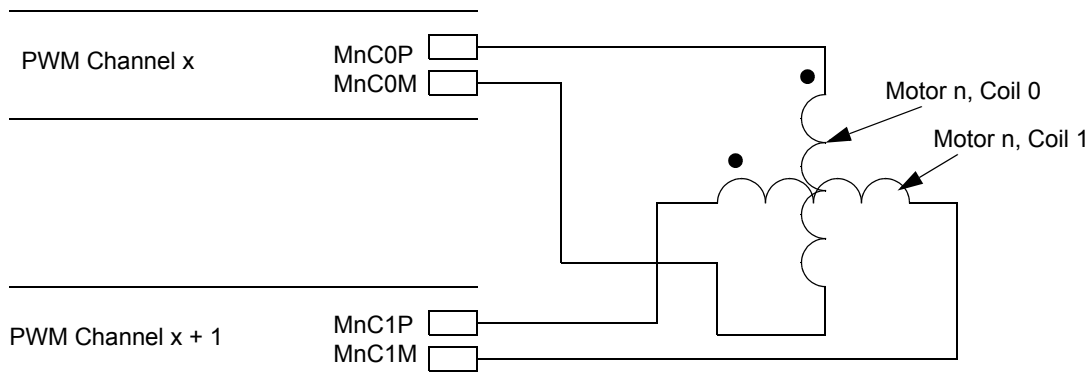 PWM Channel x
MnC0P
MnC0M
Motor n, Coil 0
Motor n, Coil 1
PWM Channel x + 1
MnC1P
MnC1M